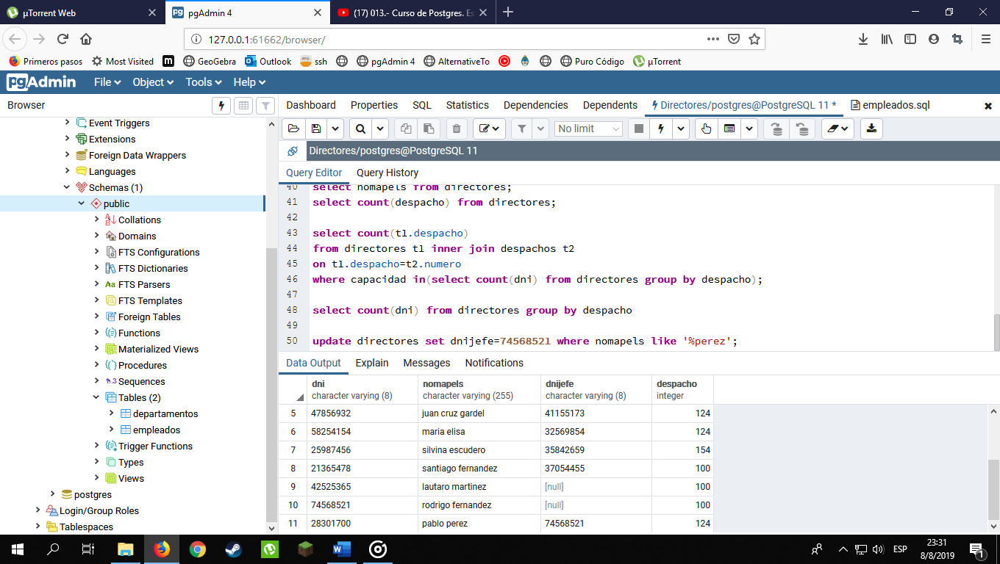 µTorrent Web
pgAdmin 4
(17) 013.- Curso de Postgres. Es
127.0.0.1:61662/browser/
Primeros pasos
Most Visited
GeoGebra
Outlook
ssh
pgAdmin 4
AlternativeTo
Puro Código
µTorrent
pgAdmin
File
Object
Tools
Help
Browser
Dashboard
Properties
SQL
Statistics
Dependencies
Dependents
Directores/postgres@PostgreSQL 11 *
empleados.sql
No limit
Directores/postgres@PostgreSQL 11
Query Editor
Query History
Event Triggers
Extensions
Foreign Data Wrappers
Languages
Schemas (1)
public
Collations
Domains
FTS Configurations
FTS Dictionaries
FTS Parsers
FTS Templates
Foreign Tables
Functions
Materialized Views
Procedures
Sequences
Tables (2)
departamentos
empleados
Trigger Functions
Types
Views
postgres
Login/Group Roles
Tablespaces
40 select nomapels from directores;
41 select count(despacho) from directores;
42
43 select count(t1.despacho)
44 from directores t1 inner join despachos t2
45 on t1.despacho=t2.numero
46 where capacidad in(select count(dni) from directores group by despacho);
47
48 select count(dni) from directores group by despacho
49
50 update directores set dnijefe=74568521 where nomapels like '%perez';
Data Output
Explain
Messages
Notifications
dni character varying (8)
nomapels character varying (255)
dnijefe character varying (8)
despacho integer
5 47856932 juan cruz gardel 41155173 124
6 58254154 maria elisa 32569854 124
7 25987456 silvina escudero 35842659 154
8 21365478 santiago fernandez 37054455 100
9 42525365 lautaro martinez [null] 100
10 74568521 rodrigo fernandez [null] 100
11 28301700 pablo perez 74568521 124
ESP
23:31
8/8/2019
1